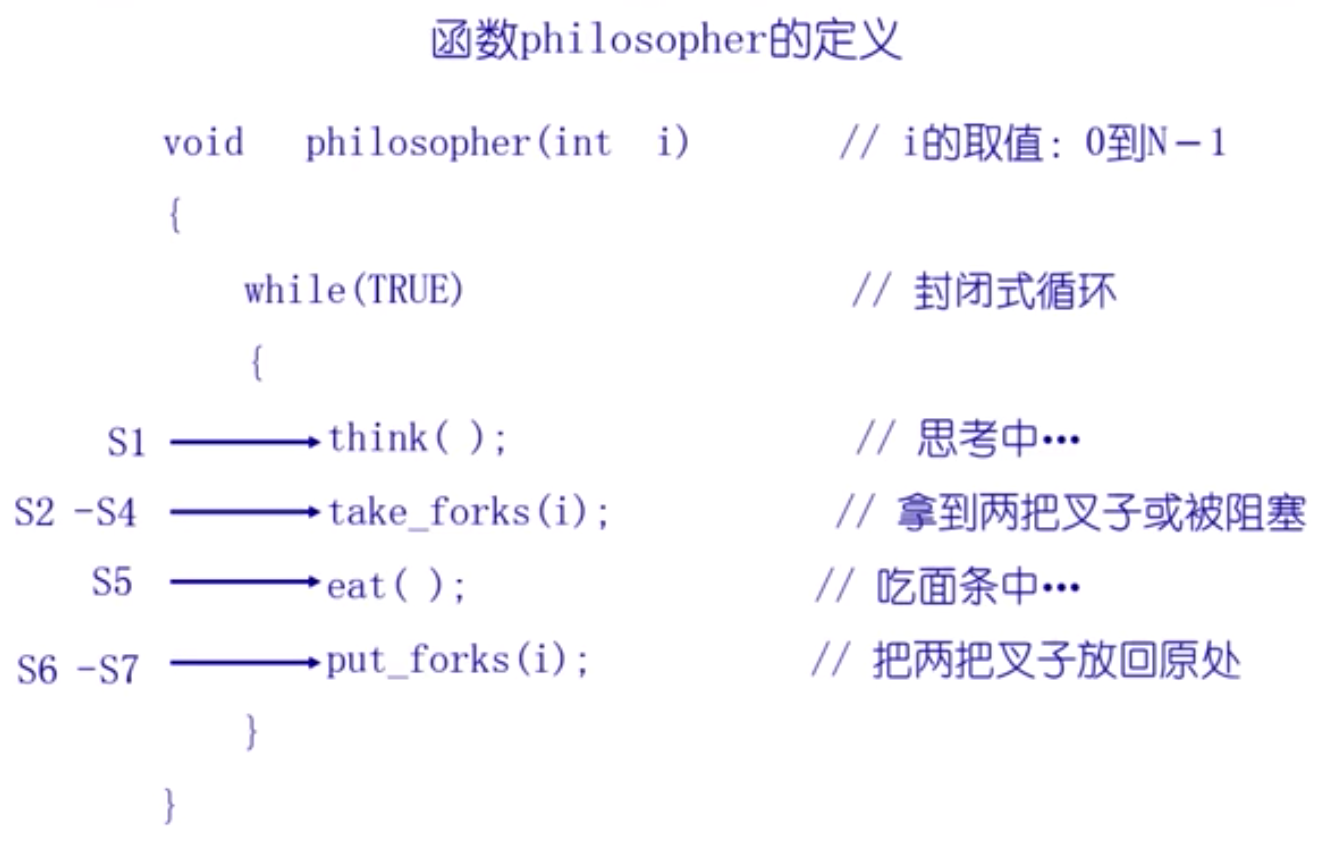 函数philosopher的定义
void philosopher(int i) // i的取值: 0到N－1
{
while(TRUE) // 封闭式循环
{
S1 think( ); // 思考中…
S2 -S4 take_forks(i); // 拿到两把叉子或被阻塞
S5 eat( ); // 吃面条中…
S6 -S7 put_forks(i); // 把两把叉子放回原处
}
}